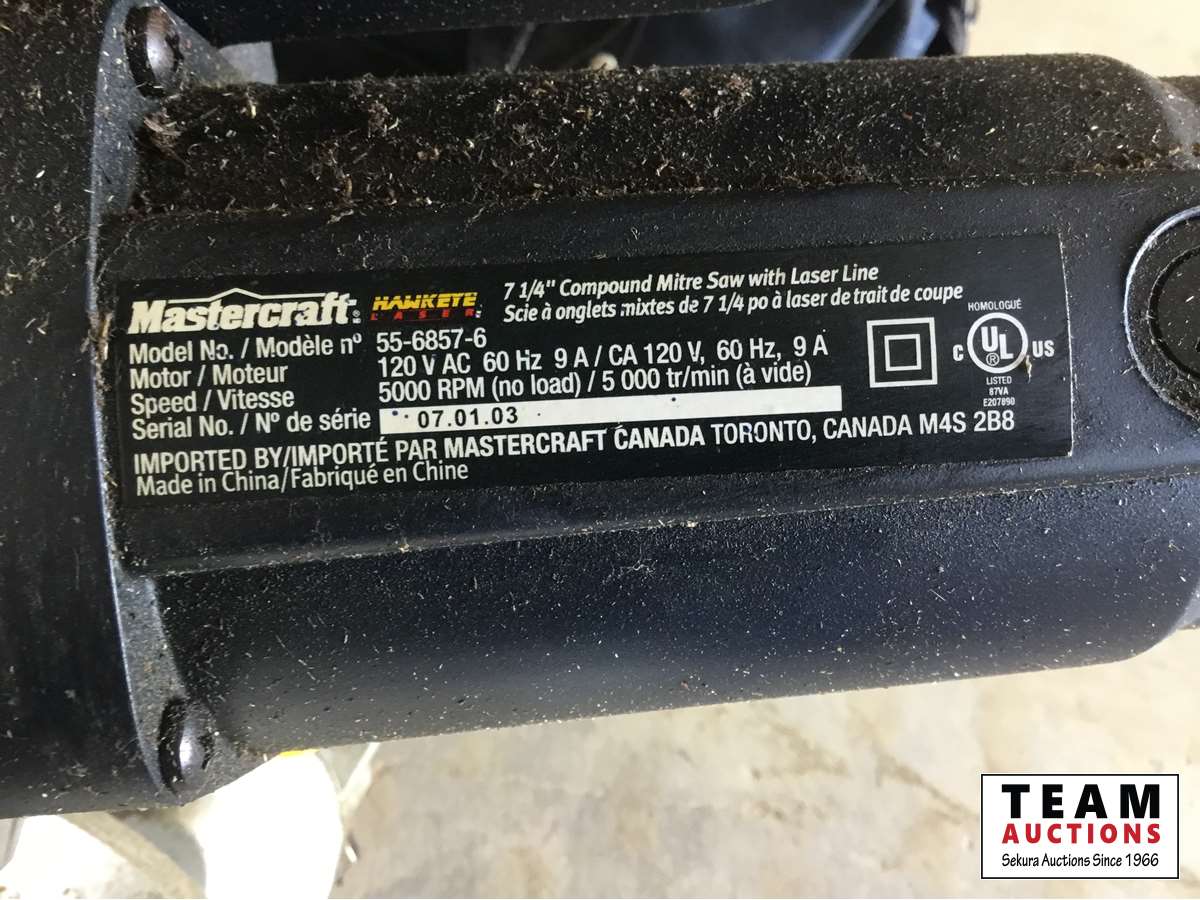 Mastercraft®
HAWKEYE
LASER
7 1/4" Compound Mitre Saw with Laser Line
Scie à onglets mixtes de 7 1/4 po à laser de trait de coupe
Model No. / Modèle nº 55-6857-6
Motor / Moteur 120 V AC 60 Hz 9 A / CA 120 V, 60 Hz, 9 A
Speed / Vitesse 5000 RPM (no load) / 5 000 tr/min (à vide)
Serial No. / Nº de série 07.01.03
IMPORTED BY/IMPORTÉ PAR MASTERCRAFT CANADA TORONTO, CANADA M4S 2B8
Made in China/Fabriqué en Chine
HOMOLOGUÉ
C UL® US
LISTED
87VA
E207890
TEAM
AUCTIONS
Sekura Auctions Since 1966